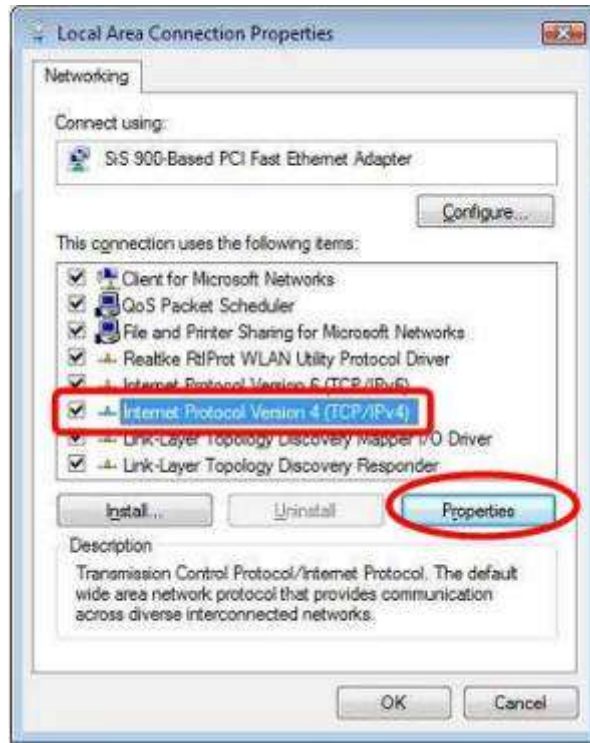 Local Area Connection Properties
Networking
Connect using:
SiS 900-Based PCI Fast Ethernet Adapter
Configure...
This connection uses the following items:
Client for Microsoft Networks
QoS Packet Scheduler
File and Printer Sharing for Microsoft Networks
Realtke RtlProt WLAN Utility Protocol Driver
Internet Protocol Version 6 (TCP/IPv6)
Internet Protocol Version 4 (TCP/IPv4)
Link-Layer Topology Discovery Mapper I/O Driver
Link-Layer Topology Discovery Responder
Install...
Uninstall
Properties
Description
Transmission Control Protocol/Internet Protocol. The default
wide area network protocol that provides communication
across diverse interconnected networks.
OK
Cancel